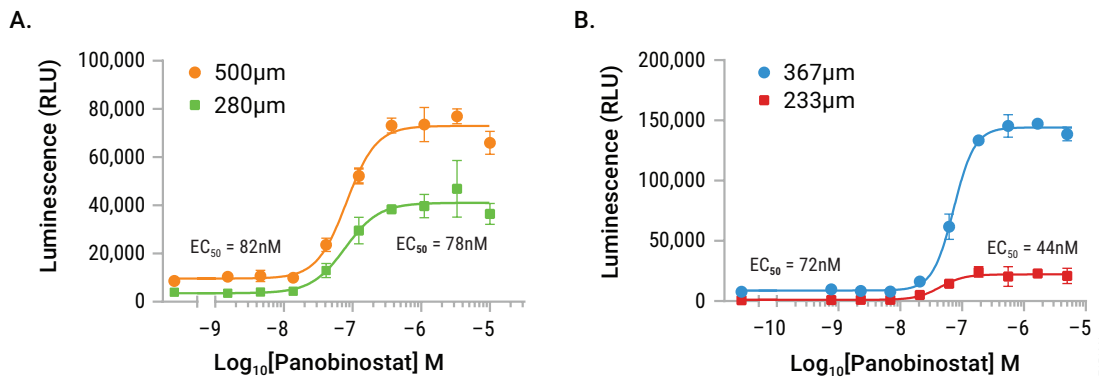 A.
Luminescence (RLU)
100,000
80,000
60,000
40,000
20,000
0
500µm
280µm
EC₅₀ = 82nM
EC₅₀ = 78nM
−9 −8 −7 −6 −5
Log₁₀[Panobinostat] M
B.
Luminescence (RLU)
200,000
150,000
100,000
50,000
0
367µm
233µm
EC₅₀ = 72nM
EC₅₀ = 44nM
−10 −9 −8 −7 −6 −5
Log₁₀[Panobinostat] M